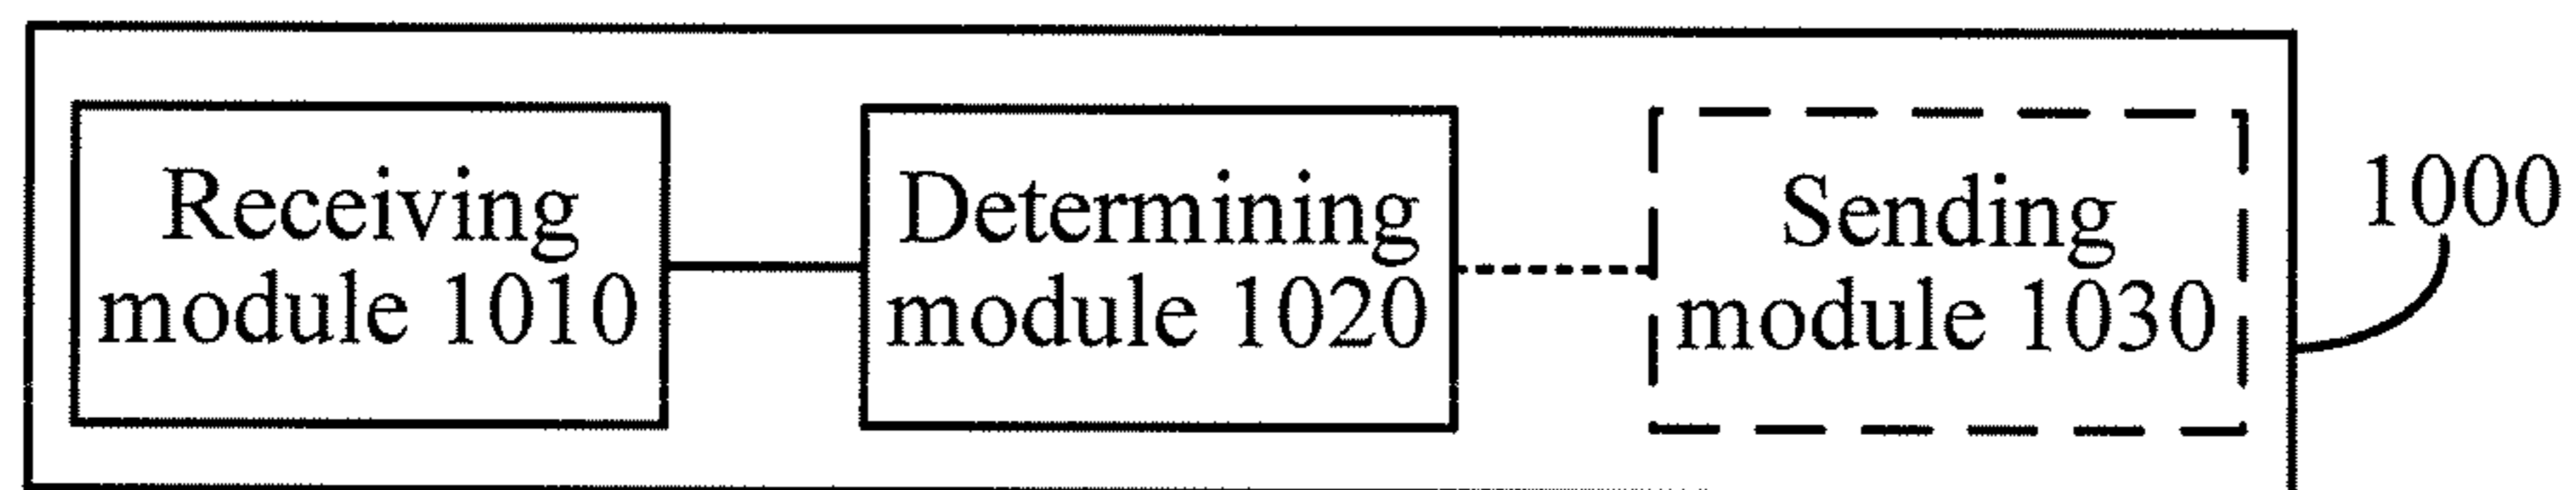 Receiving
module 1010
Determining
module 1020
Sending
module 1030
1000